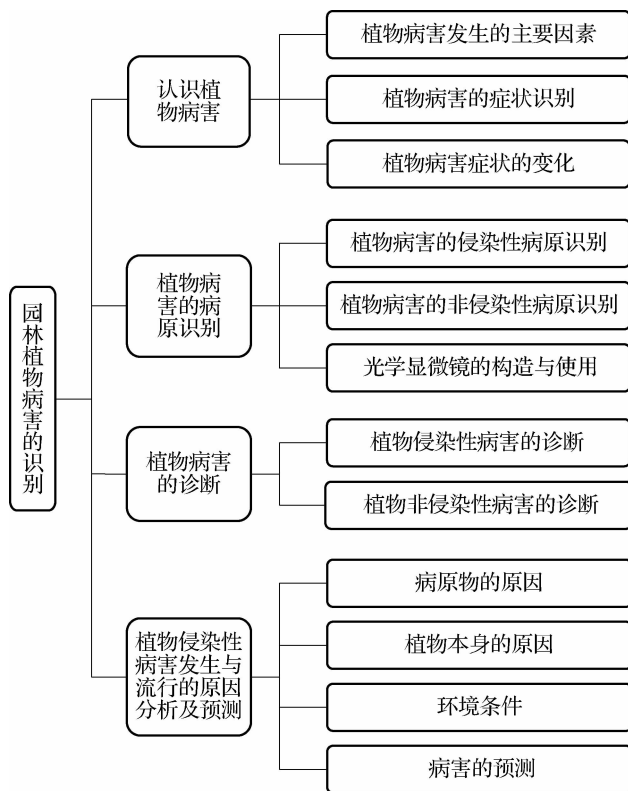 园林植物病害的识别
认识植
物病害
植物病害发生的主要因素
植物病害的症状识别
植物病害症状的变化
植物病
害的病
原识别
植物病害的侵染性病原识别
植物病害的非侵染性病原识别
光学显微镜的构造与使用
植物病害
的诊断
植物侵染性病害的诊断
植物非侵染性病害的诊断
植物侵染性
病害发生与
流行的原因
分析及预测
病原物的原因
植物本身的原因
环境条件
病害的预测